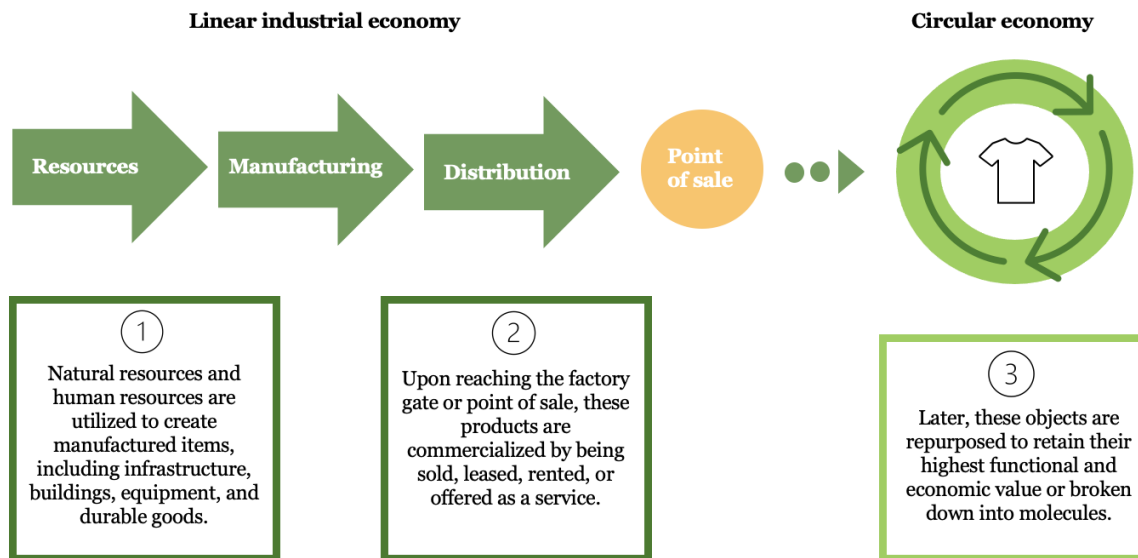 Linear industrial economy
Circular economy
Resources
Manufacturing
Distribution
Point
of sale
1
Natural resources and
human resources are
utilized to create
manufactured items,
including infrastructure,
buildings, equipment, and
durable goods.
2
Upon reaching the factory
gate or point of sale, these
products are
commercialized by being
sold, leased, rented, or
offered as a service.
3
Later, these objects are
repurposed to retain their
highest functional and
economic value or broken
down into molecules.